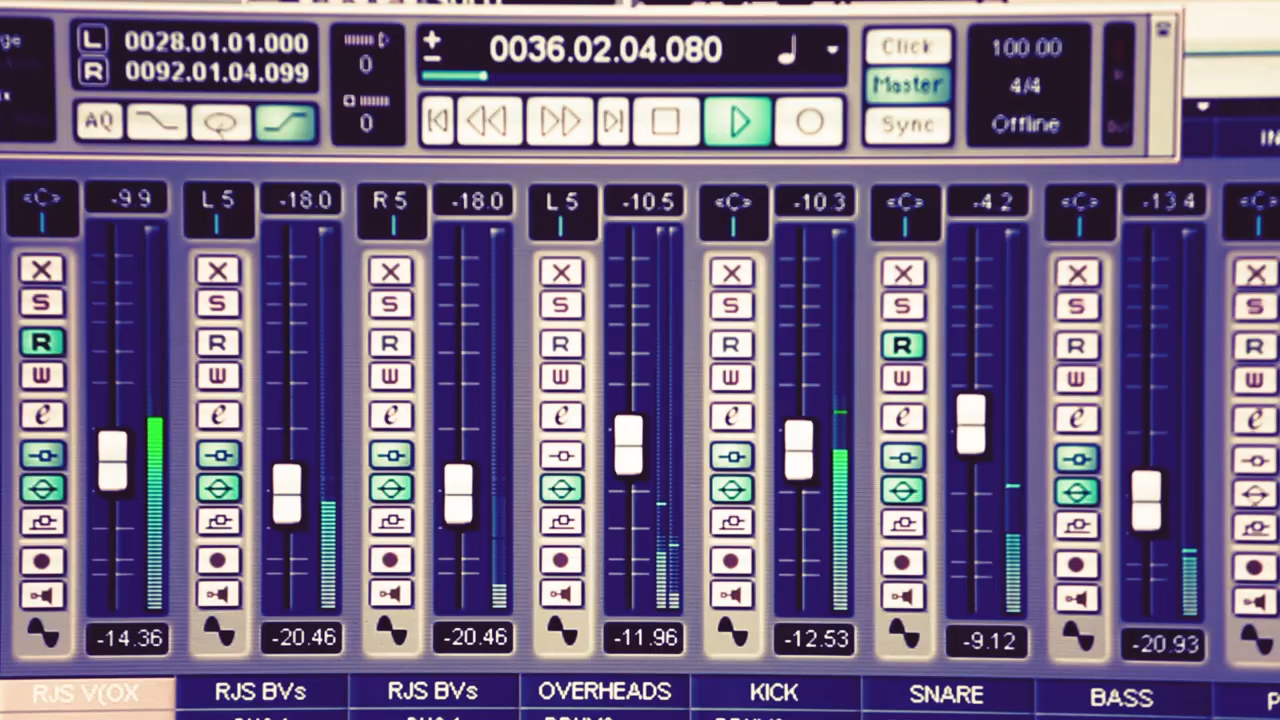 L 0028.01.01.000
R 0092.01.04.099
0
0
+
−
0036.02.04.080
AQ
Click
Master
Sync
100 00
4/4
Offline
<C> -9 9 L 5 -18.0 R 5 -18.0 L 5 -10.5 <C> -10.3 <C> -4 2 <C> -13 4 <C>
X X X X X X X X
S S S S S S S S
R R R R R R R R
W W W W W W W W
e e e e e e e e
-14.36 -20.46 -20.46 -11.96 -12.53 -9.12 -20.93
RJS V(OX RJS BVs RJS BVs OVERHEADS KICK SNARE BASS